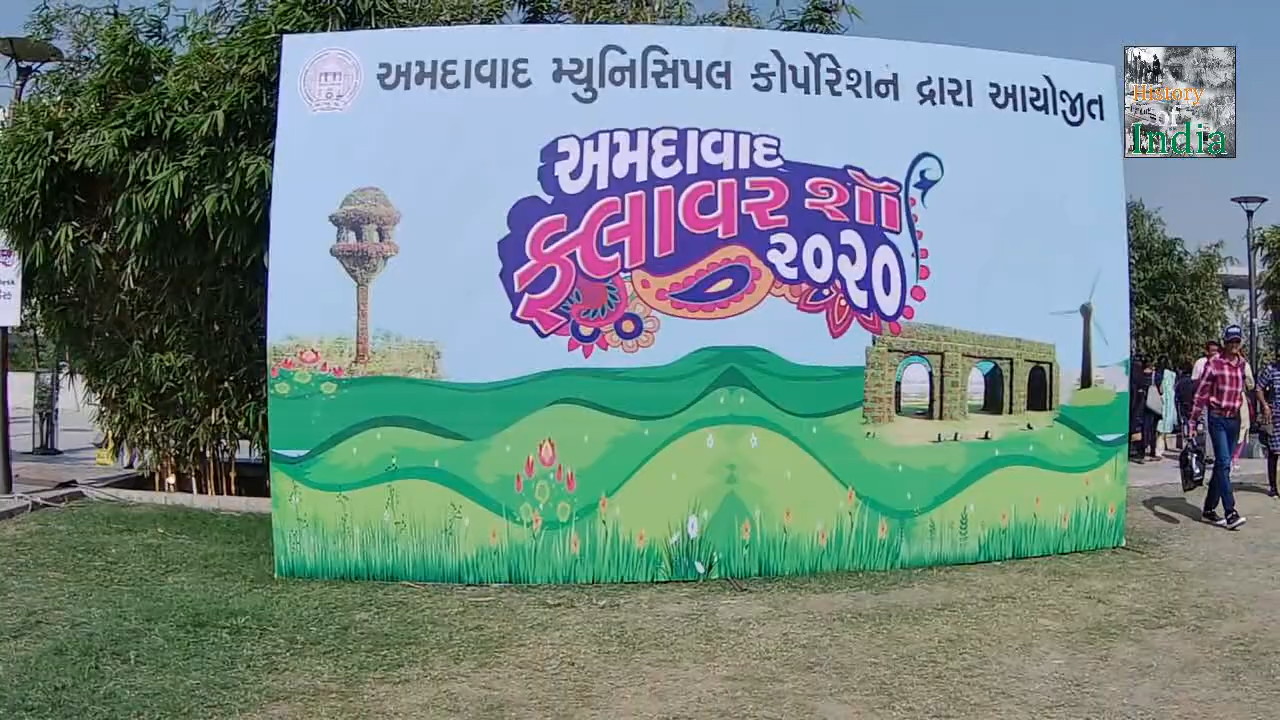 અમદાવાદ મ્યુનિસિપલ કોર્પોરેશન દ્વારા આયોજીત
અમદાવાદ
ફ્લાવર શૉ
૨૦૨૦
History
of
India